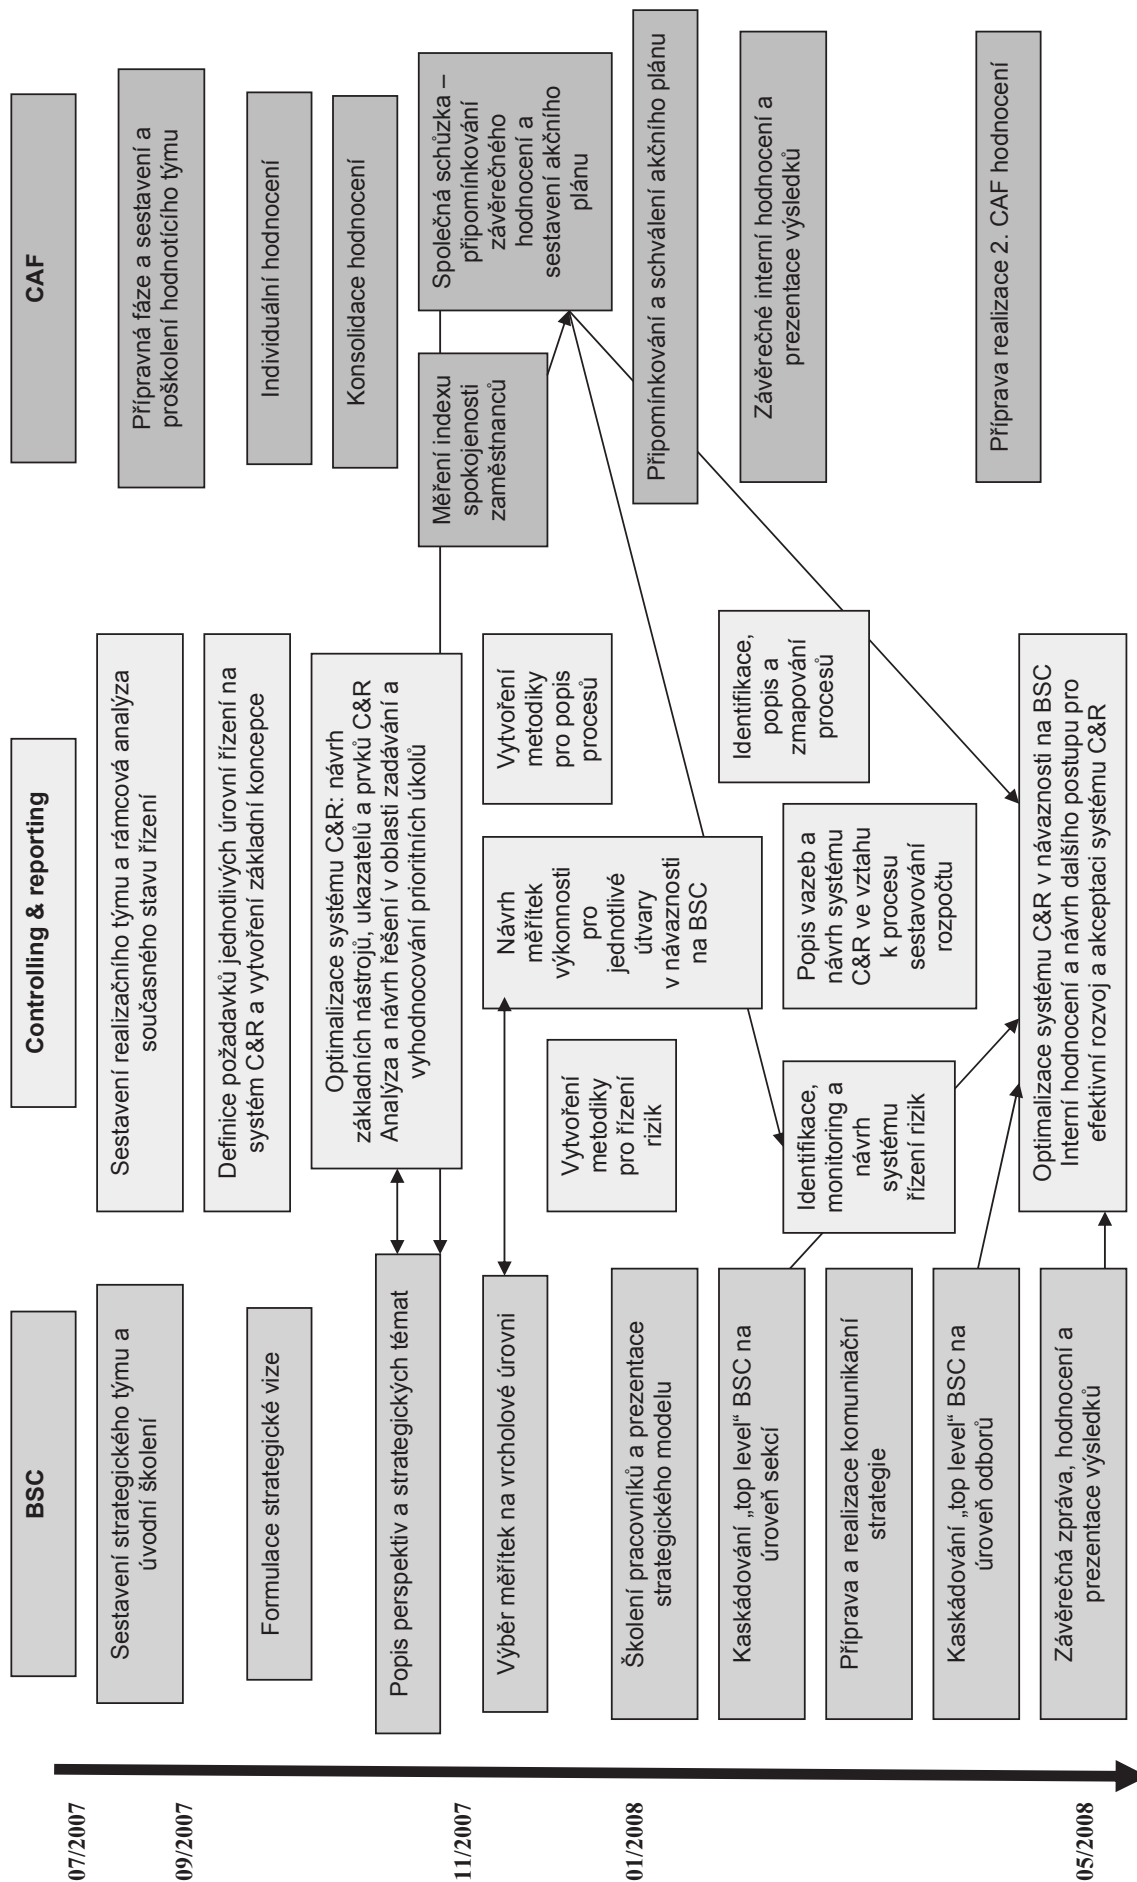 07/2007
09/2007
11/2007
01/2008
05/2008
BSC
Sestavení strategického týmu a
úvodní školení
Formulace strategické vize
Popis perspektiv a strategických témat
Výběr měřítek na vrcholové úrovni
Školení pracovníků a prezentace
strategického modelu
Kaskádování „top level“ BSC na
úroveň sekcí
Příprava a realizace komunikační
strategie
Kaskádování „top level“ BSC na
úroveň odborů
Závěrečná zpráva, hodnocení a
prezentace výsledků
Controlling & reporting
Sestavení realizačního týmu a rámcová analýza
současného stavu řízení
Definice požadavků jednotlivých úrovní řízení na
systém C&R a vytvoření základní koncepce
Optimalizace systému C&R: návrh
základních nástrojů, ukazatelů a prvků C&R
Analýza a návrh řešení v oblasti zadávání a
vyhodnocování prioritních úkolů
Vytvoření
metodiky
pro popis
procesů
Návrh
měřítek
výkonnosti
pro
jednotlivé
útvary
v návaznosti
na BSC
Vytvoření
metodiky
pro řízení
rizik
Identifikace,
popis a
zmapování
procesů
Popis vazeb a
návrh systému
C&R ve vztahu
k procesu
sestavování
rozpočtu
Identifikace,
monitoring a
návrh
systému
řízení rizik
Optimalizace systému C&R v návaznosti na BSC
Interní hodnocení a návrh dalšího postupu pro
efektivní rozvoj a akceptaci systému C&R
CAF
Přípravná fáze a sestavení a
proškolení hodnotícího týmu
Individuální hodnocení
Konsolidace hodnocení
Měření indexu
spokojenosti
zaměstnanců
Společná schůzka –
připomínkování
závěrečného
hodnocení a
sestavení akčního
plánu
Připomínkování a schválení akčního plánu
Závěrečné interní hodnocení a
prezentace výsledků
Příprava realizace 2. CAF hodnocení